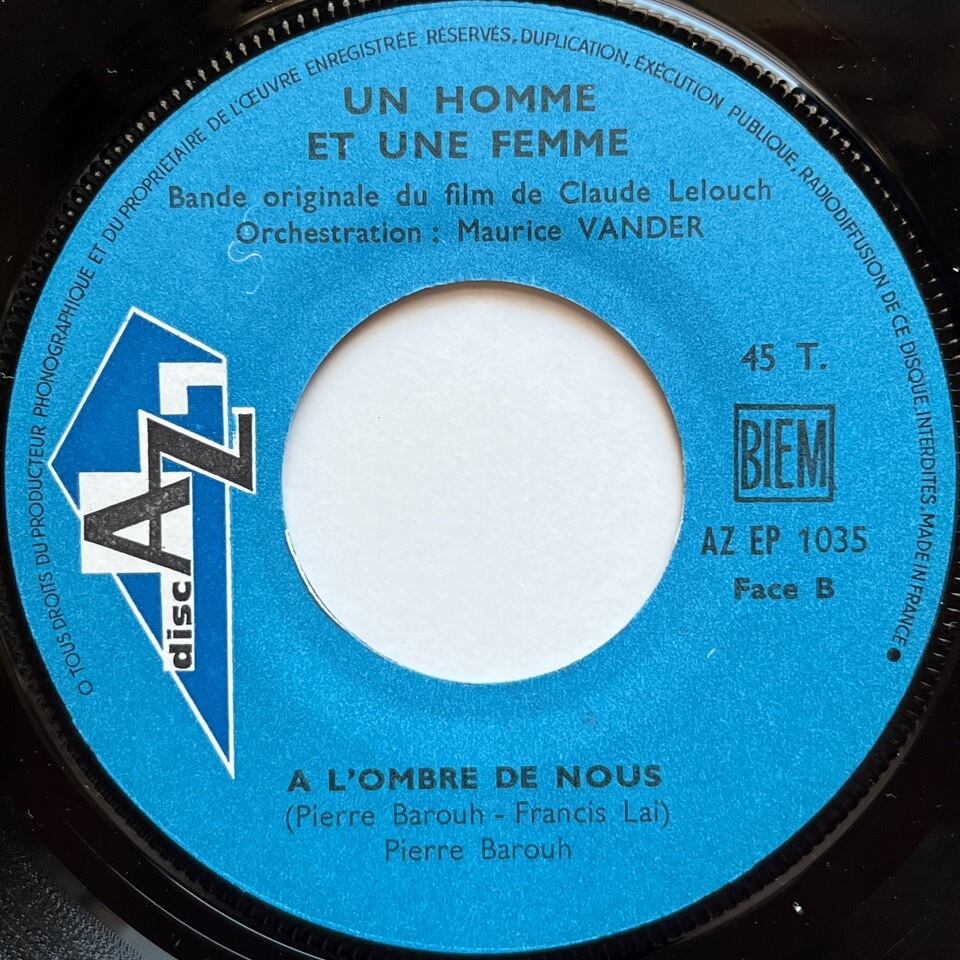 O TOUS DROITS DU PRODUCTEUR PHONOGRAPHIQUE ET DU PROPRIÉTAIRE DE L'ŒUVRE ENREGISTRÉE RÉSERVÉS. DUPLICATION, EXÉCUTION PUBLIQUE, RADIODIFFUSION DE CE DISQUE INTERDITES. MADE IN FRANCE ●
UN HOMME
ET UNE FEMME
Bande originale du film de Claude Lelouch
Orchestration : Maurice VANDER
disc AZ
45 T.
BIEM
AZ EP 1035
Face B
A L'OMBRE DE NOUS
(Pierre Barouh - Francis Lai)
Pierre Barouh